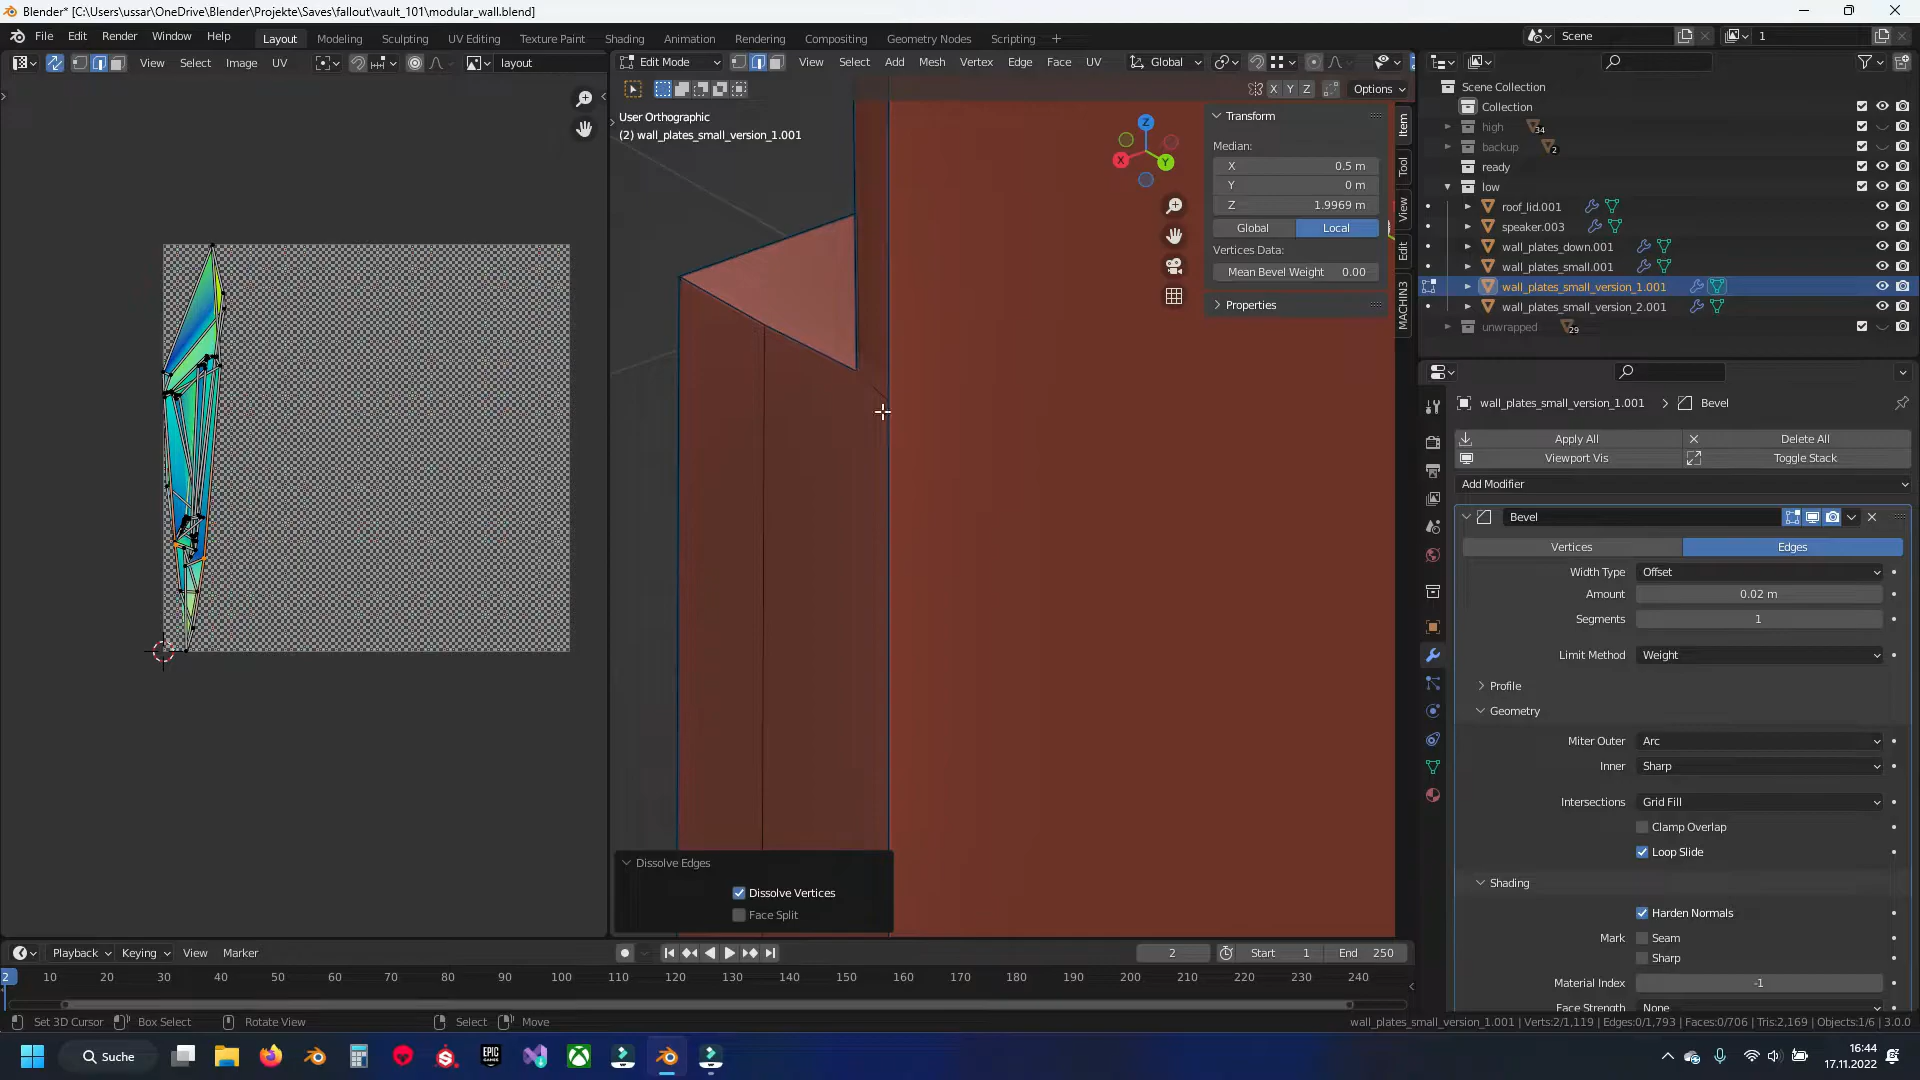 Blender* [C:\Users\ussar\OneDrive\Blender\Projekte\Saves\fallout\vault_101\modular_wall.blend]
File Edit Render Window Help Layout Modeling Sculpting UV Editing Texture Paint Shading Animation Rendering Compositing Geometry Nodes Scripting Scene 1
View Select Image UV layout Edit Mode View Select Add Mesh Vertex Edge Face UV Global
X Y Z Options
User Orthographic
(2) wall_plates_small_version_1.001
Z
X
Y
Transform
Median:
X 0.5 m
Y 0 m
Z 1.9969 m
Global Local
Vertices Data:
Mean Bevel Weight 0.00
Properties
Item
Tool
View
Edit
MACHIN3
Scene Collection
Collection
high 34
backup 2
ready
low
roof_lid.001
speaker.003
wall_plates_down.001
wall_plates_small.001
wall_plates_small_version_1.001
wall_plates_small_version_2.001
unwrapped 29
wall_plates_small_version_1.001 Bevel
Apply All Delete All
Viewport Vis Toggle Stack
Add Modifier
Bevel
Vertices Edges
Width Type Offset
Amount 0.02 m
Segments 1
Limit Method Weight
Profile
Geometry
Miter Outer Arc
Inner Sharp
Intersections Grid Fill
Clamp Overlap
Loop Slide
Shading
Harden Normals
Mark Seam
Sharp
Material Index -1
Face Strength None
Dissolve Edges
Dissolve Vertices
Face Split
Playback Keying View Marker 2 Start 1 End 250
2 10 20 30 40 50 60 70 80 90 100 110 120 130 140 150 160 170 180 190 200 210 220 230 240
Set 3D Cursor Box Select Rotate View Select Move wall_plates_small_version_1.001 | Verts:2/1,119 | Edges:0/1,793 | Faces:0/706 | Tris:2,169 | Objects:1/6 | 3.0.0
Suche
EPIC
GAMES
16:44
17.11.2022